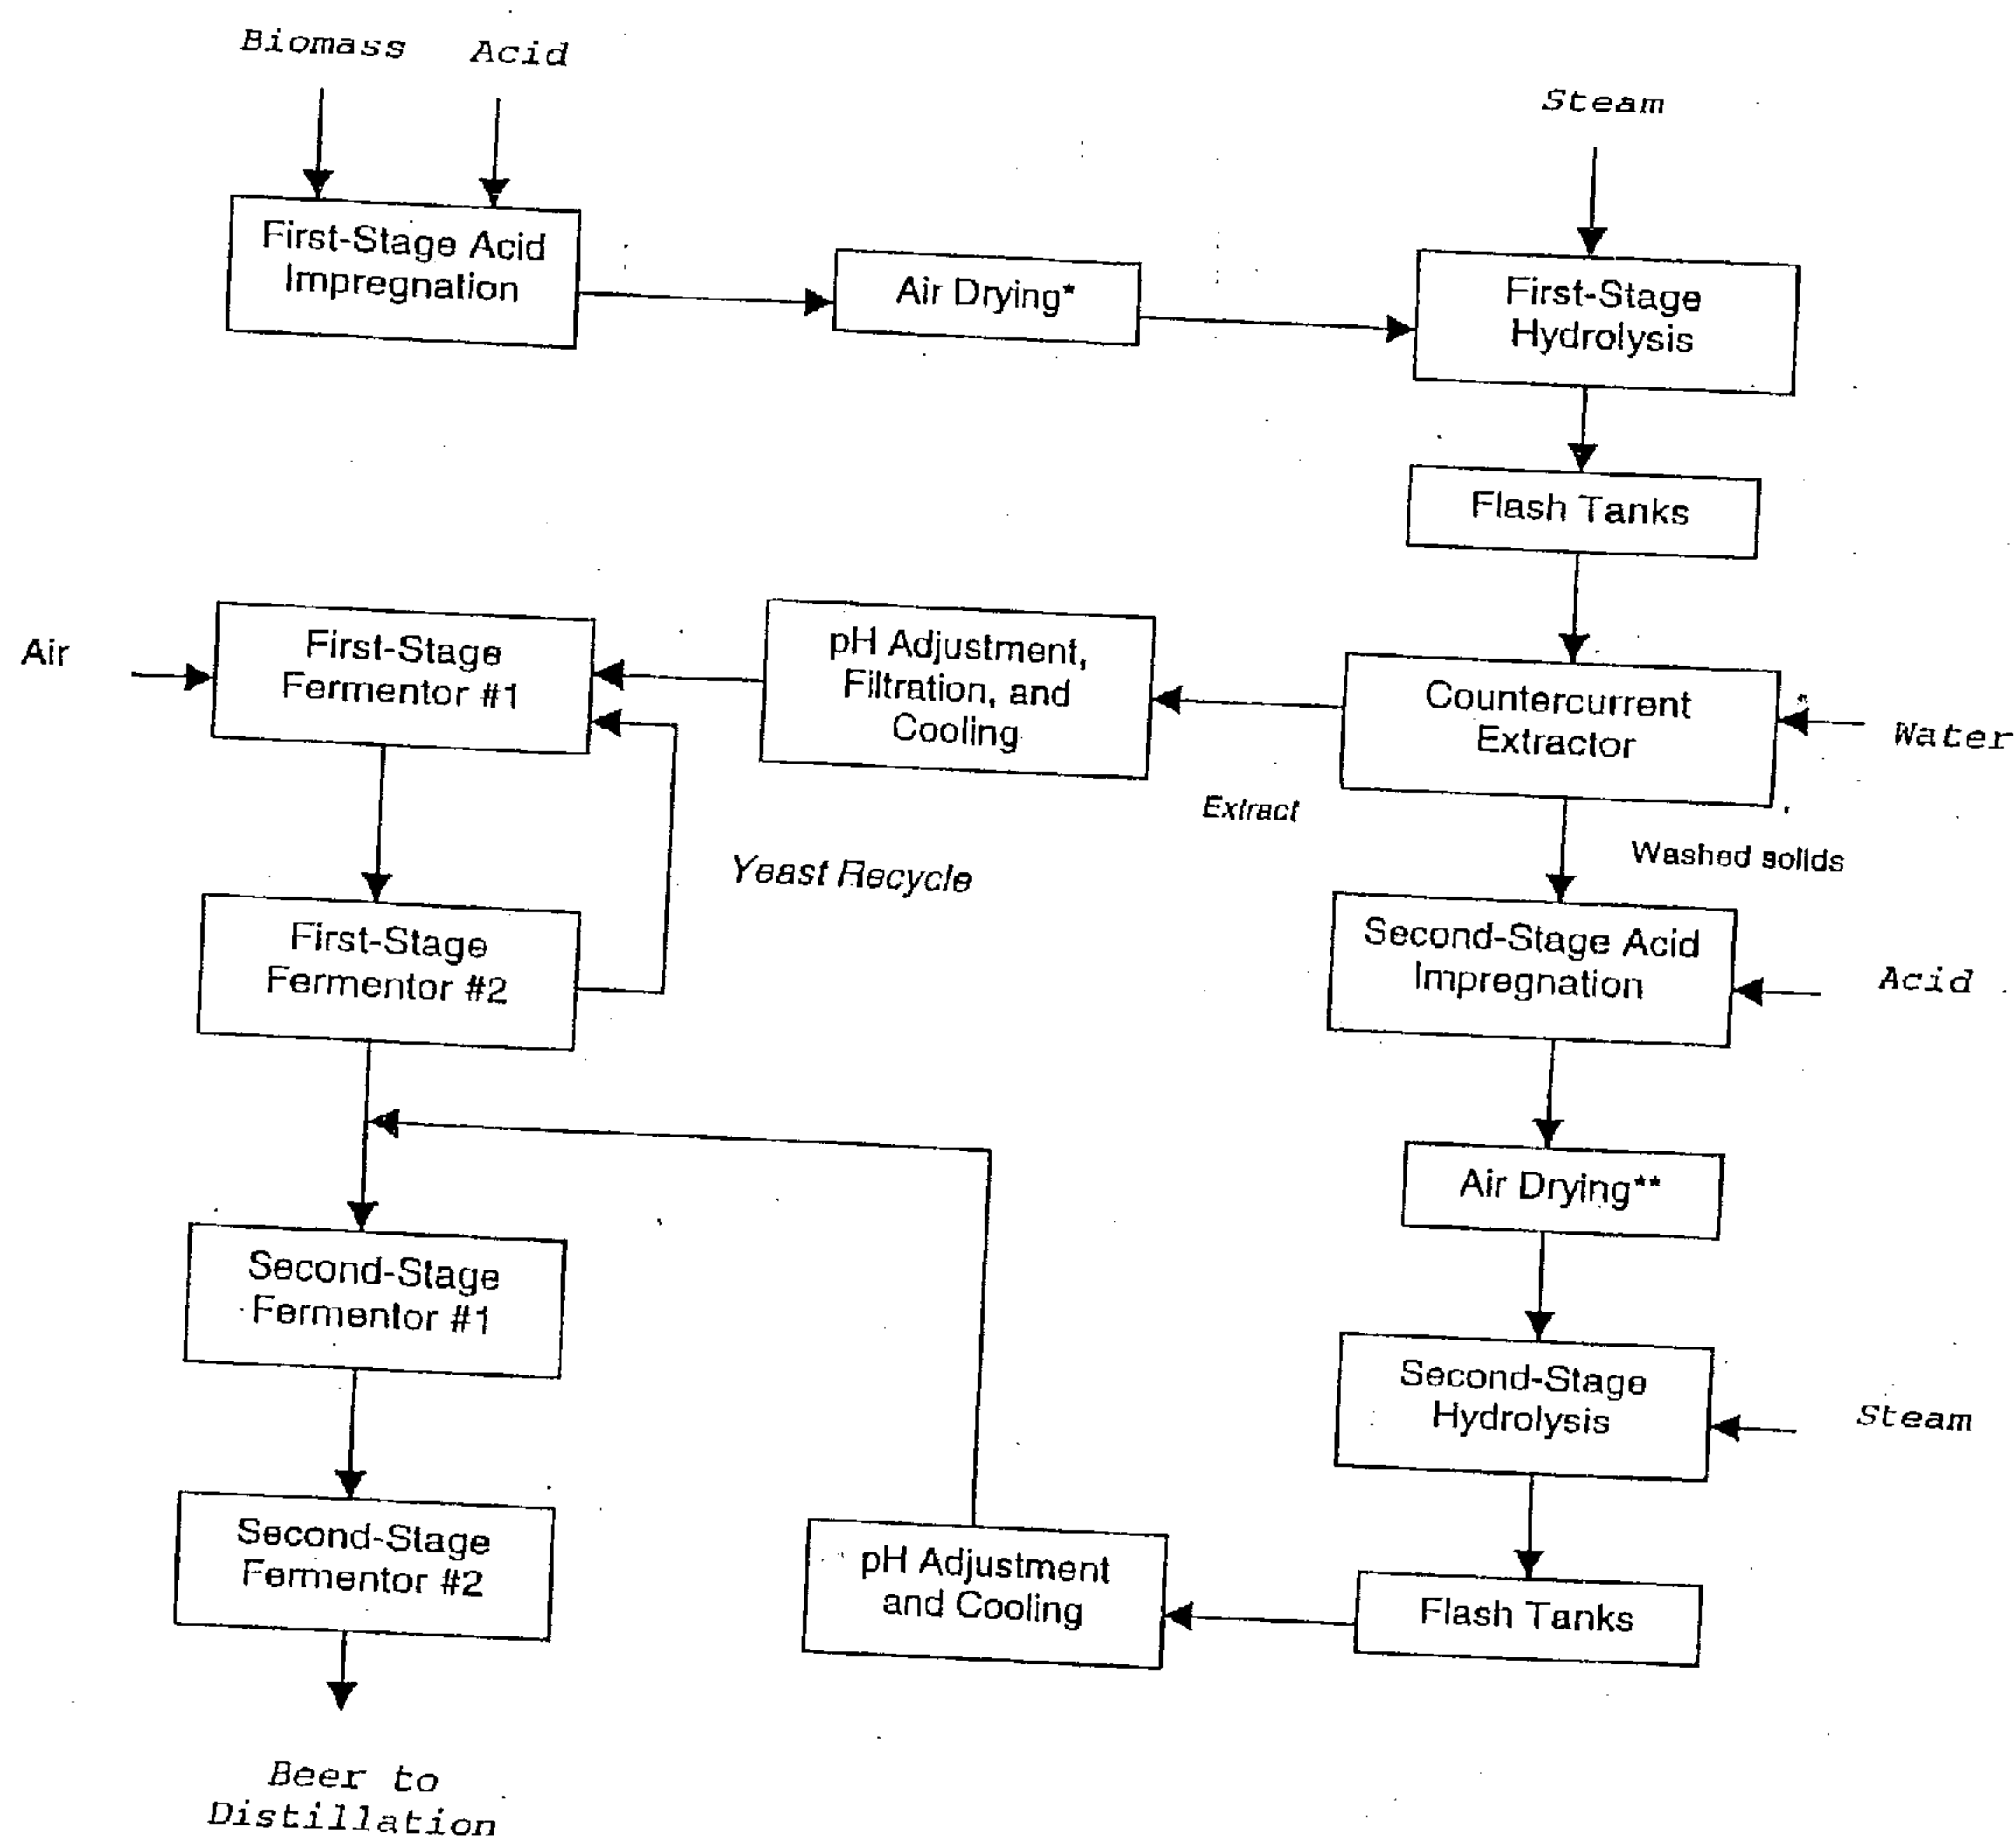 Biomass
Acid
Steam
First-Stage Acid
Impregnation
Air Drying*
First-Stage
Hydrolysis
Flash Tanks
Air
First-Stage
Fermentor #1
pH Adjustment,
Filtration, and
Cooling
Countercurrent
Extractor
Water
Extract
Washed solids
Yeast Recycle
First-Stage
Fermentor #2
Second-Stage Acid
Impregnation
Acid
Air Drying**
Second-Stage
Fermentor #1
Second-Stage
Hydrolysis
Steam
Second-Stage
Fermentor #2
pH Adjustment
and Cooling
Flash Tanks
Beer to
Distillation